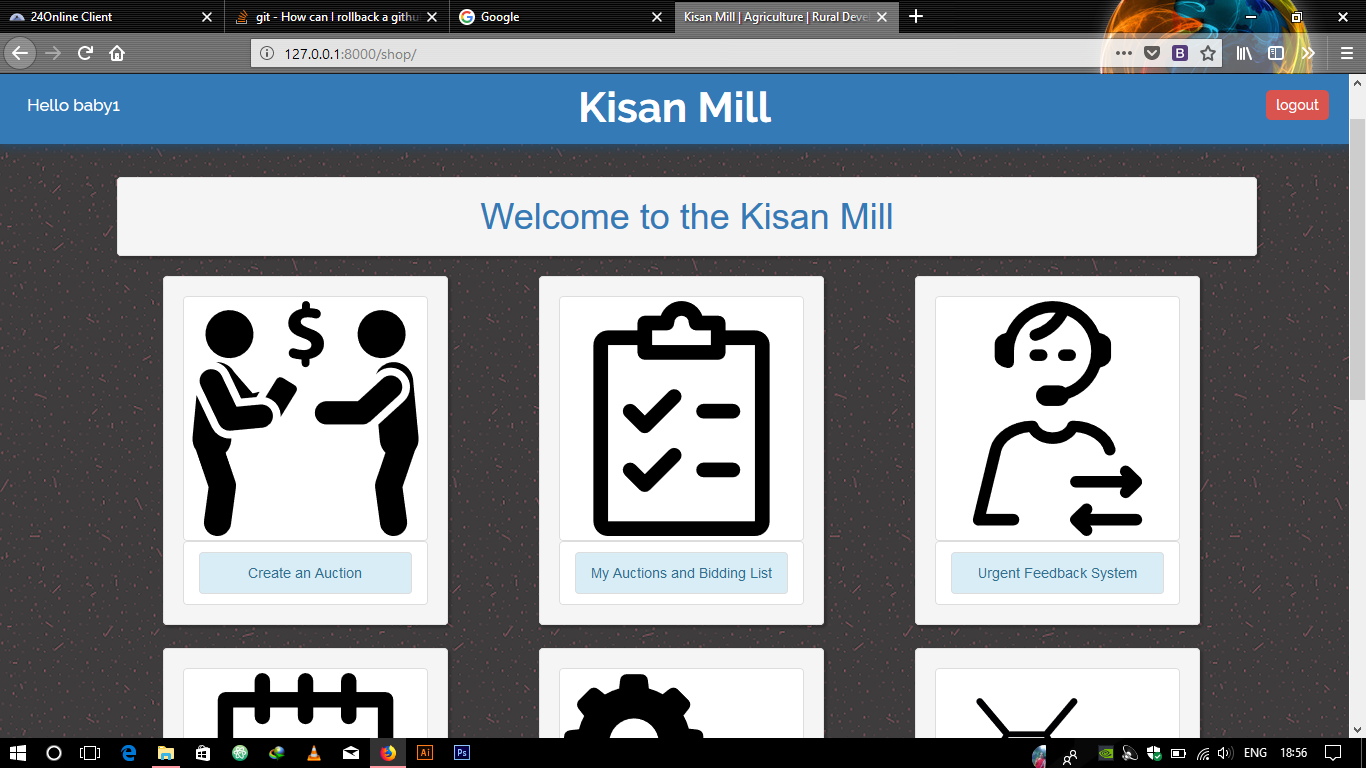 24Online Client
git - How can I rollback a githu
Google
Kisan Mill | Agriculture | Rural Deve
127.0.0.1:8000/shop/
B
Hello baby1
Kisan Mill
logout
Welcome to the Kisan Mill
$
Create an Auction
My Auctions and Bidding List
Urgent Feedback System
Ai
Ps
ENG
18:56